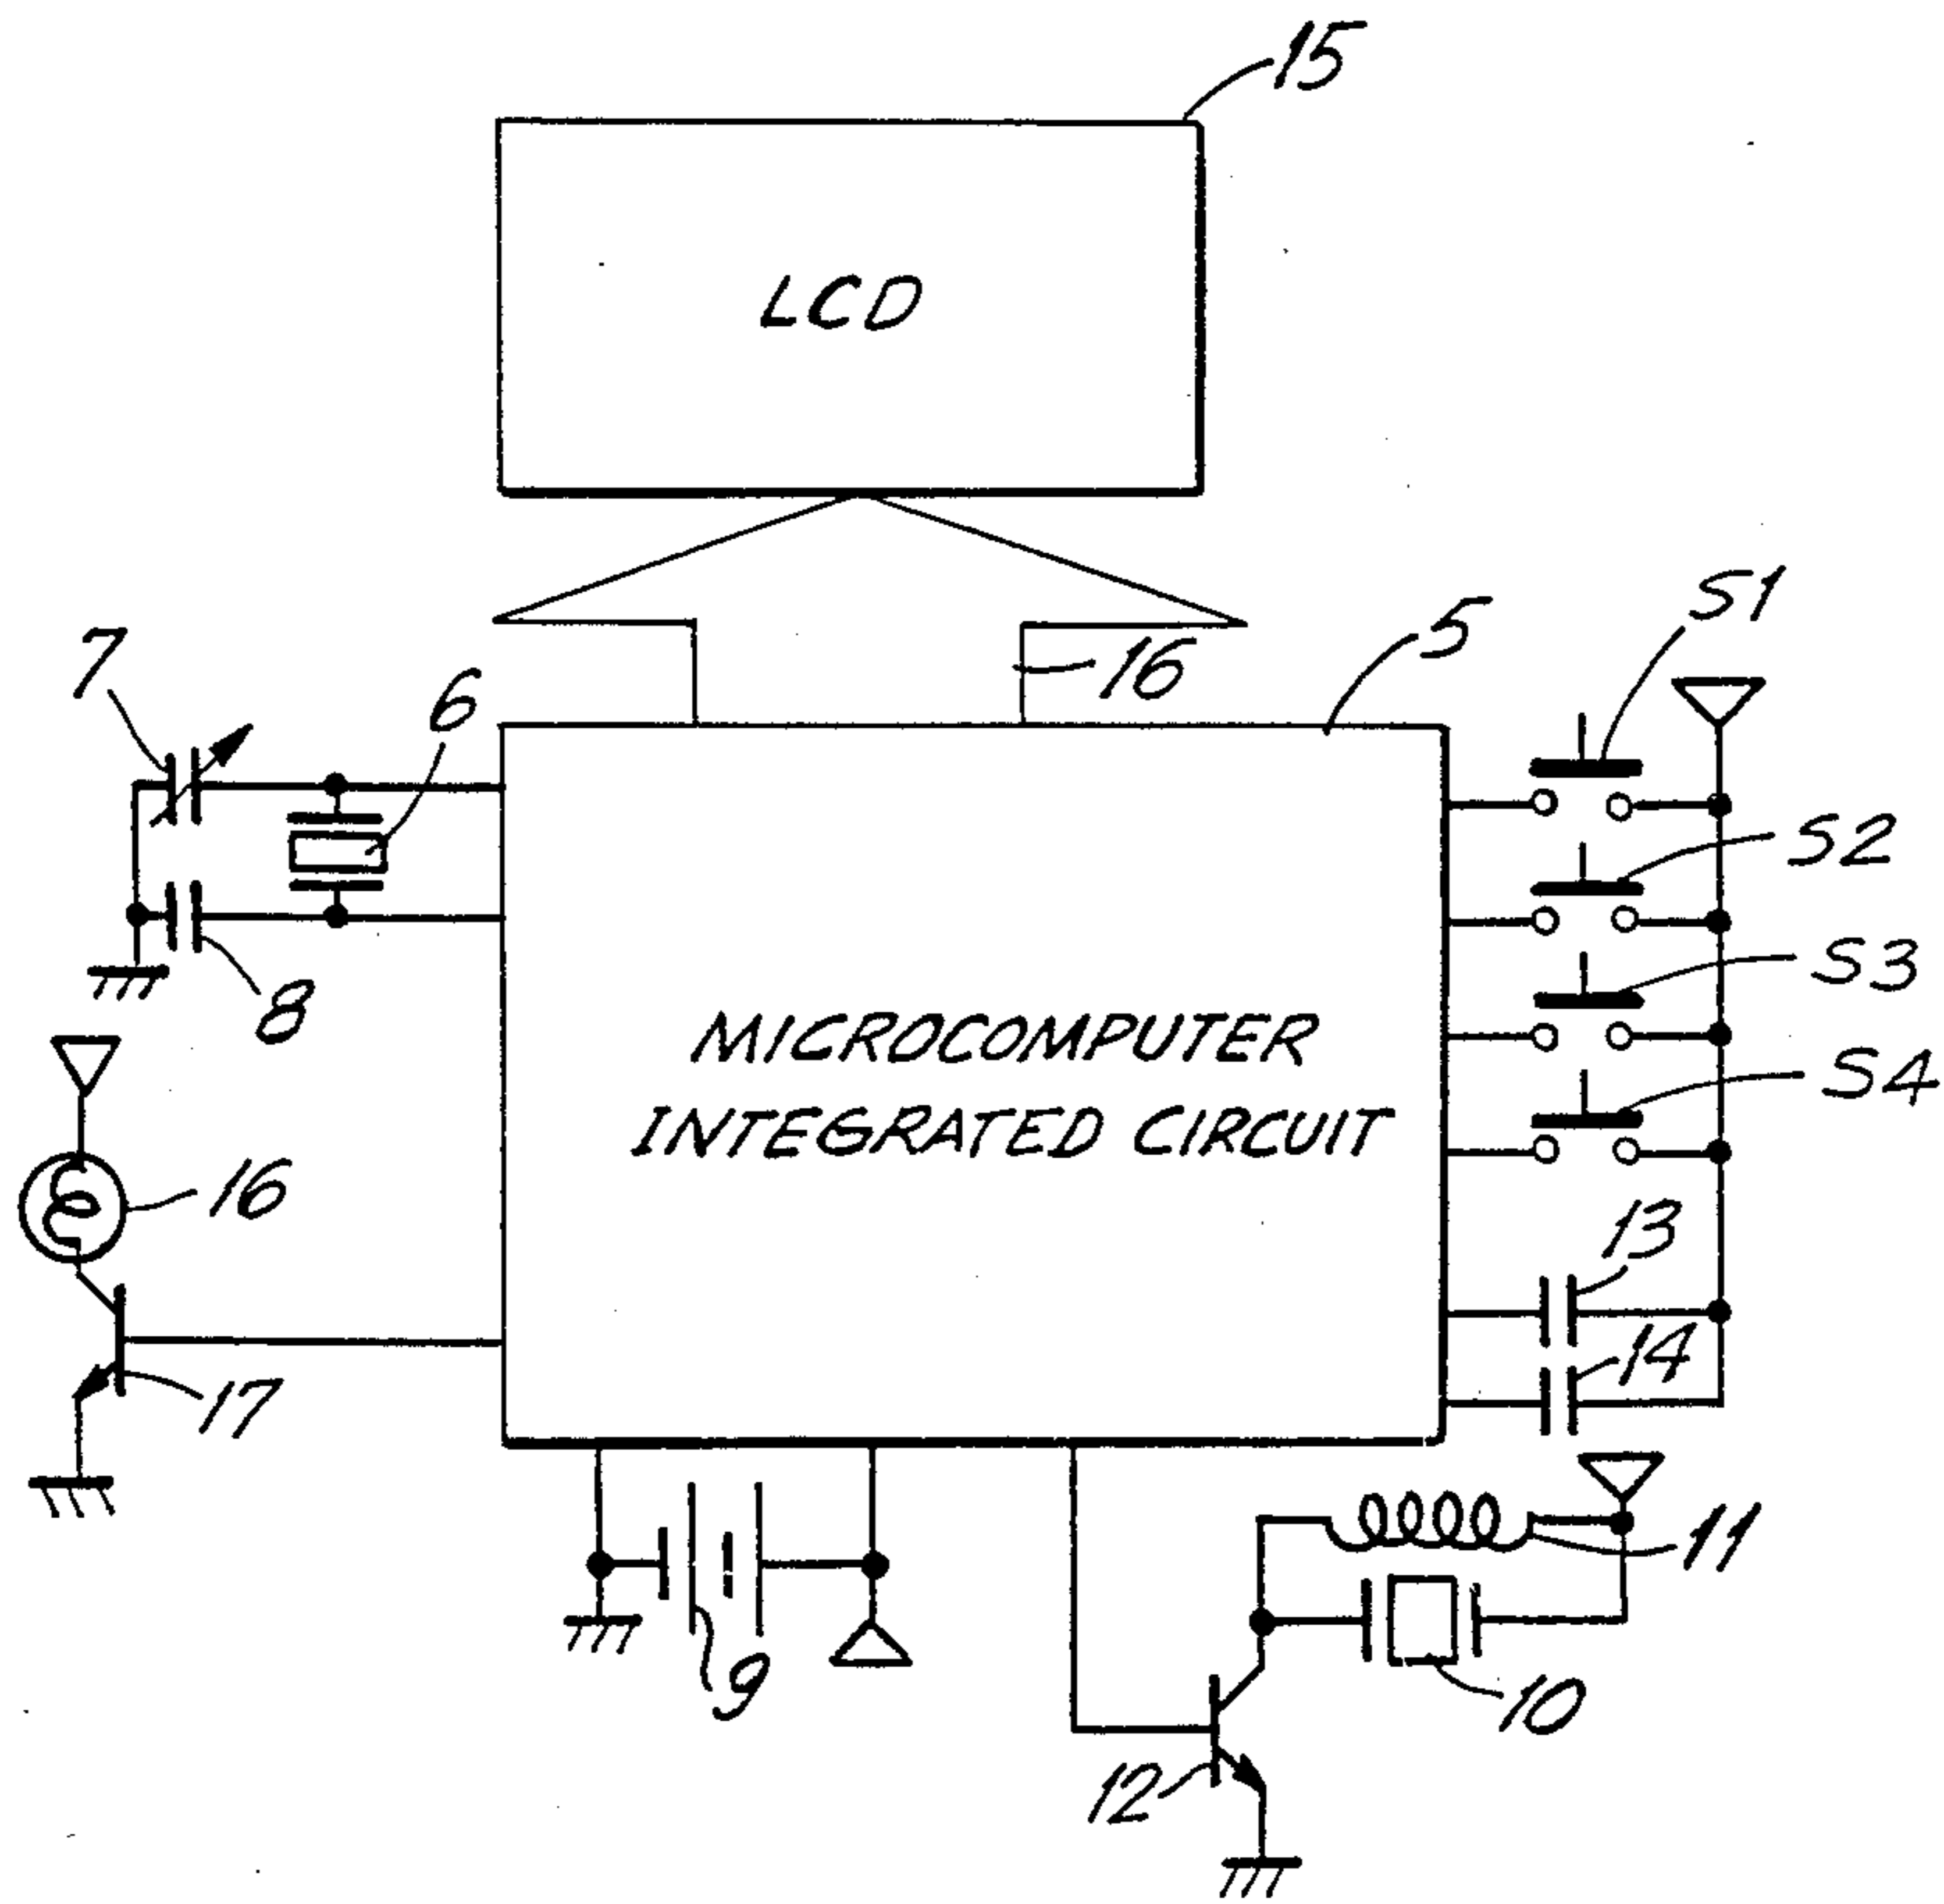 15
LCD
S1
5
16
7
6
S2
S3
8
MICROCOMPUTER
INTEGRATED CIRCUIT
S4
16
13
14
17
11
9
10
12